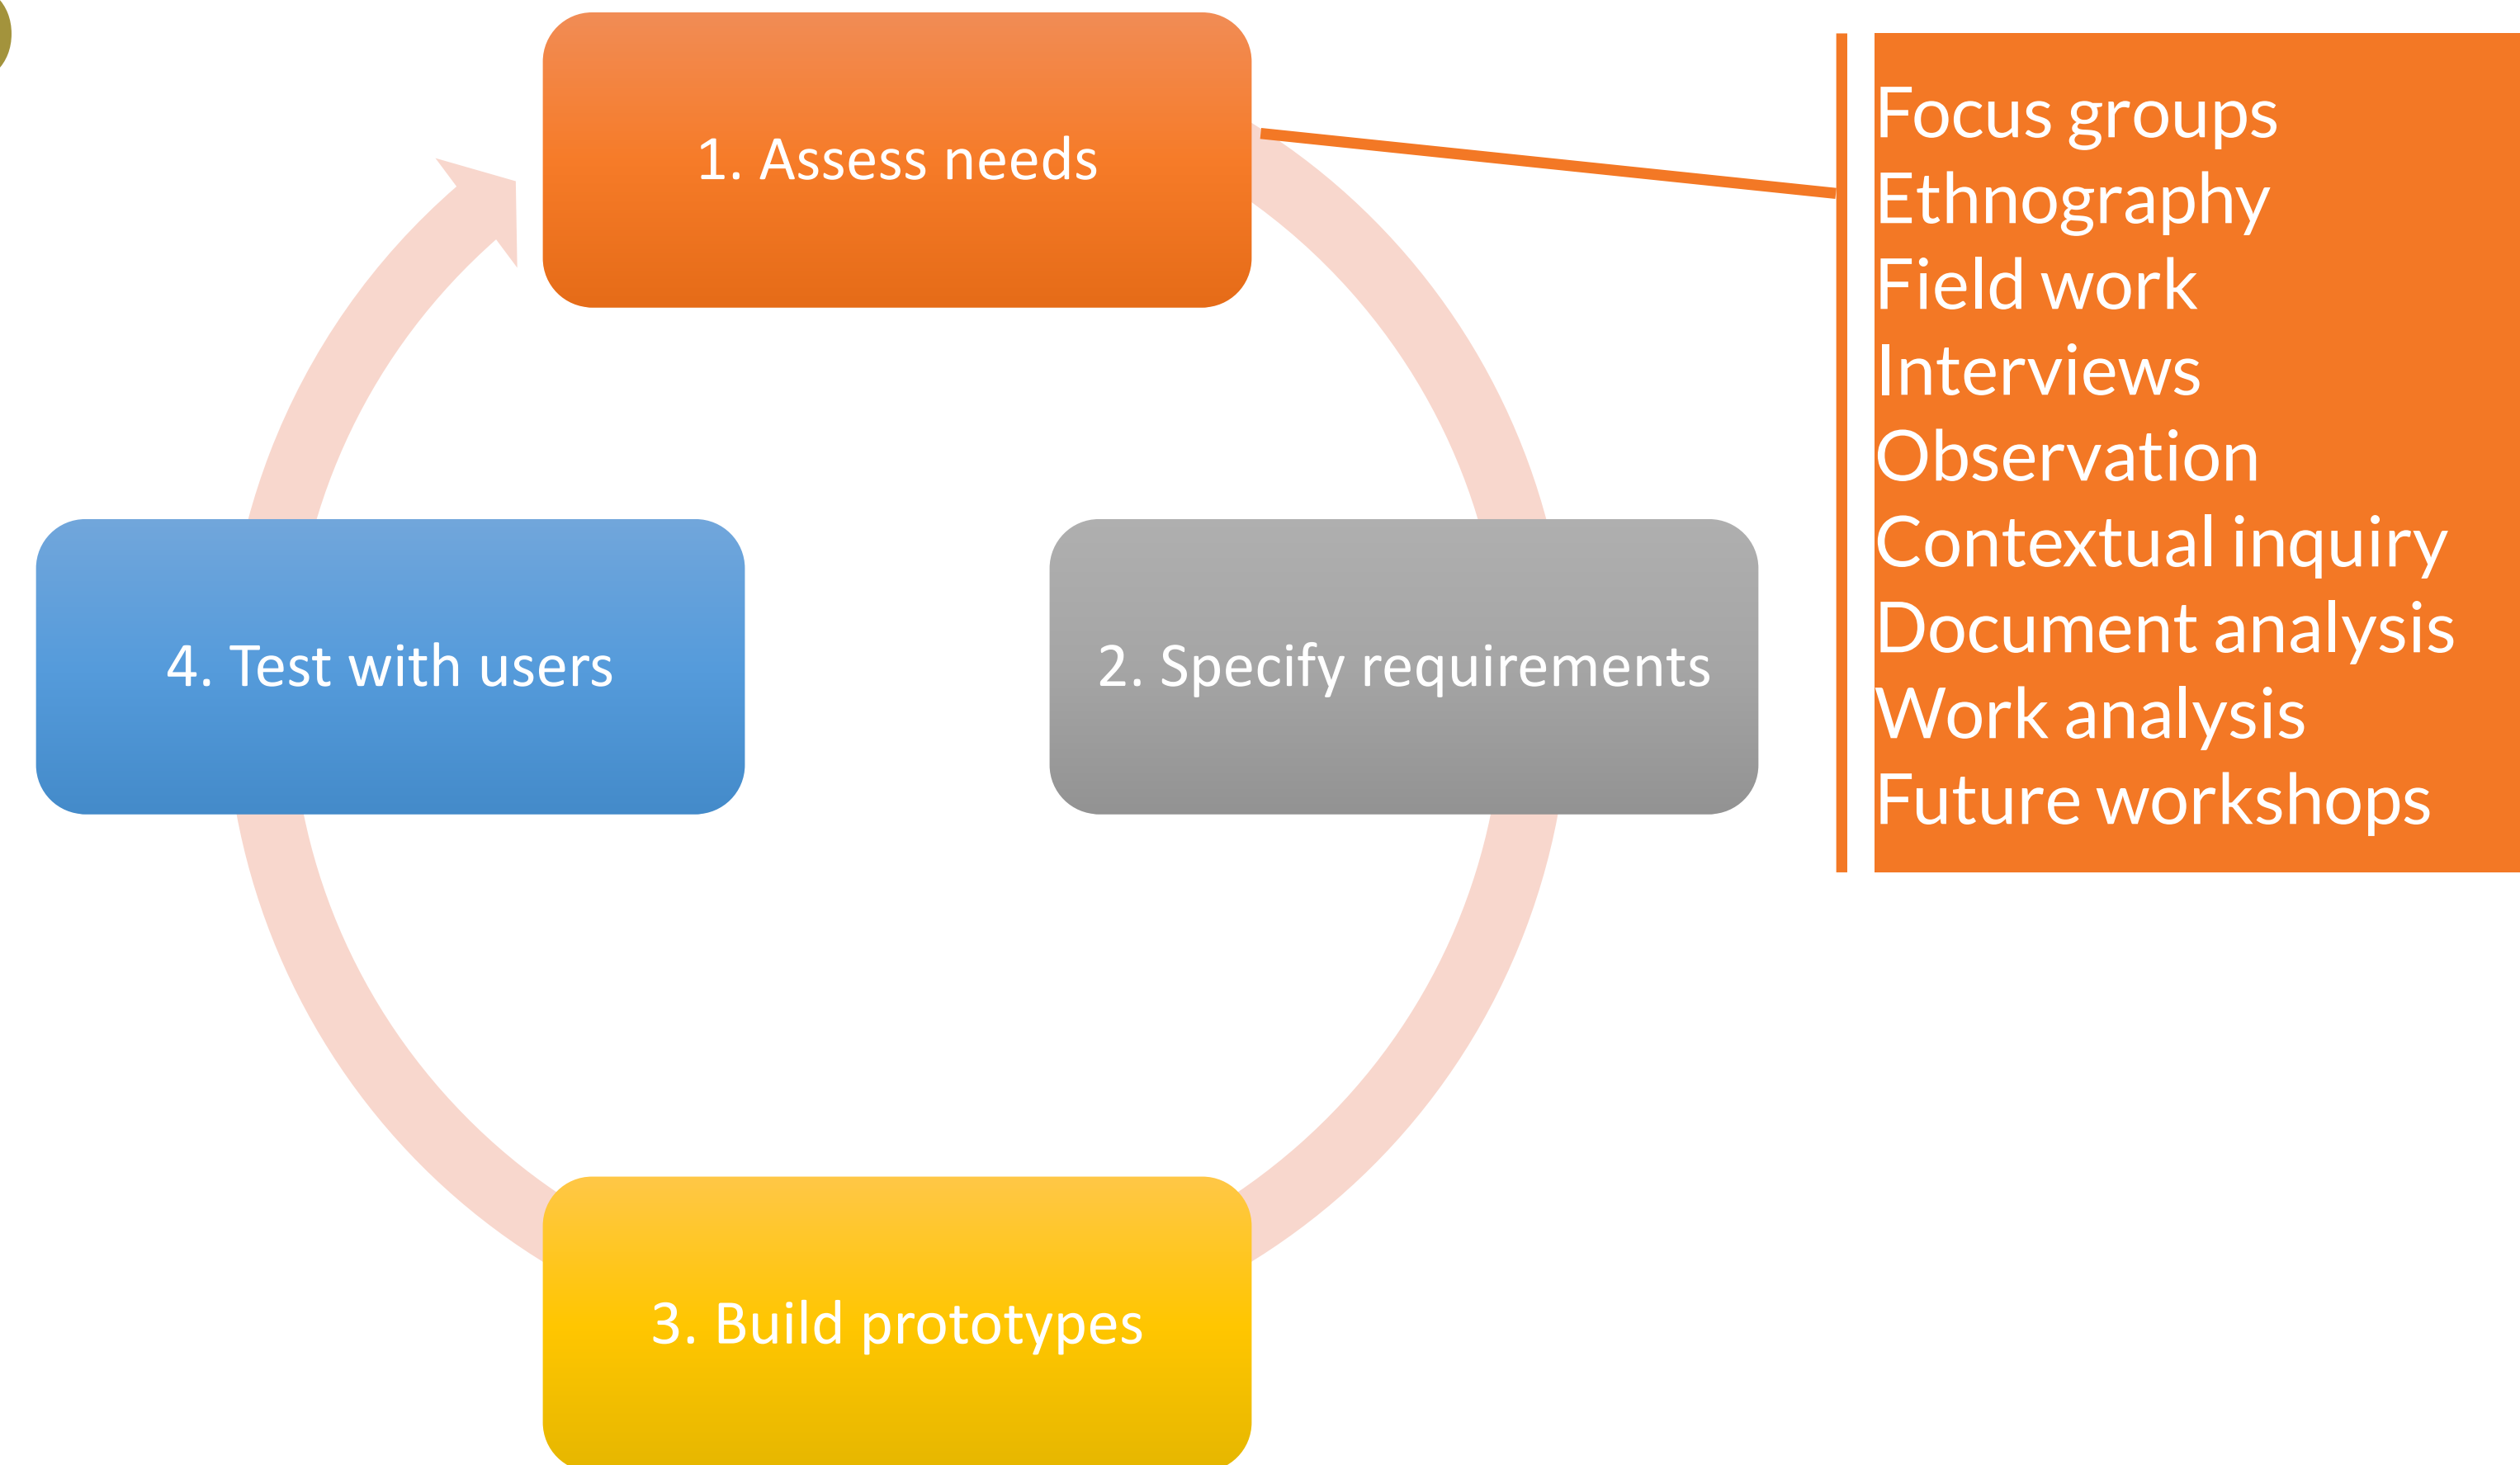 1. Assess needs
Focus groups
Ethnography
Field work
Interviews
Observation
Contextual inquiry
Document analysis
Work analysis
Future workshops
4. Test with users
2. Specify requirements
3. Build prototypes